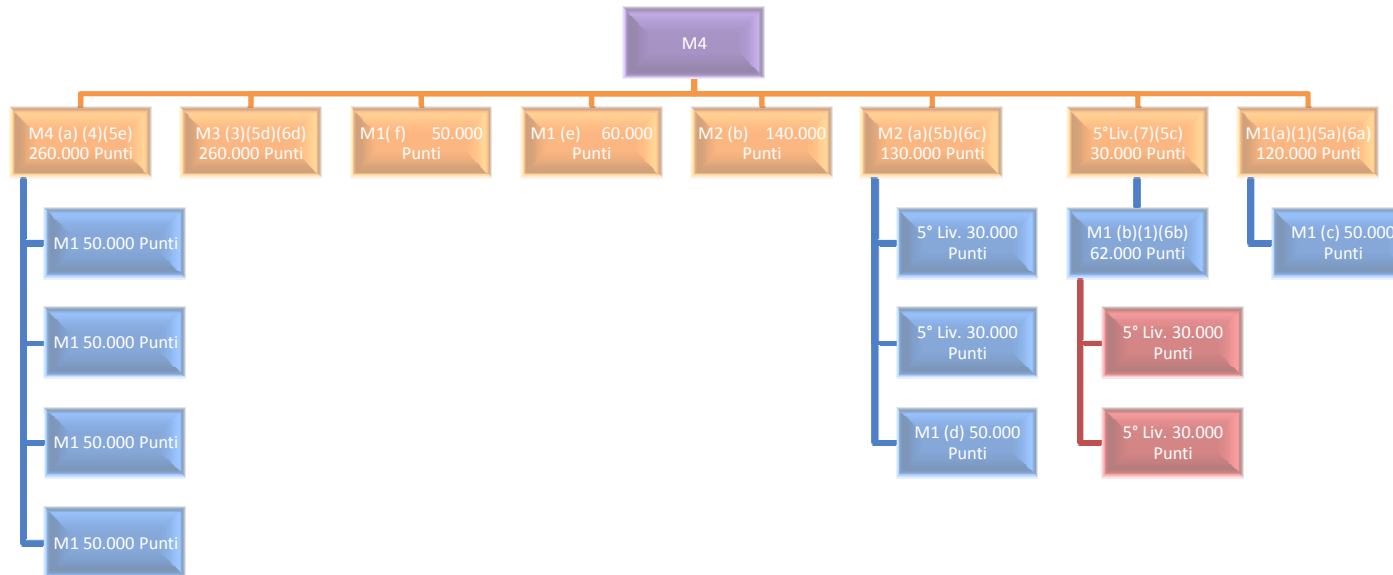 M4
M4 (a) (4)(5e)
260.000 Punti
M3 (3)(5d)(6d)
260.000 Punti
M1( f) 50.000
Punti
M1 (e) 60.000
Punti
M2 (b) 140.000
Punti
M2 (a)(5b)(6c)
130.000 Punti
5°Liv.(7)(5c)
30.000 Punti
M1(a)(1)(5a)(6a)
120.000 Punti
M1 50.000 Punti
M1 50.000 Punti
M1 50.000 Punti
M1 50.000 Punti
5° Liv. 30.000
Punti
5° Liv. 30.000
Punti
M1 (d) 50.000
Punti
M1 (b)(1)(6b)
62.000 Punti
5° Liv. 30.000
Punti
5° Liv. 30.000
Punti
M1 (c) 50.000
Punti